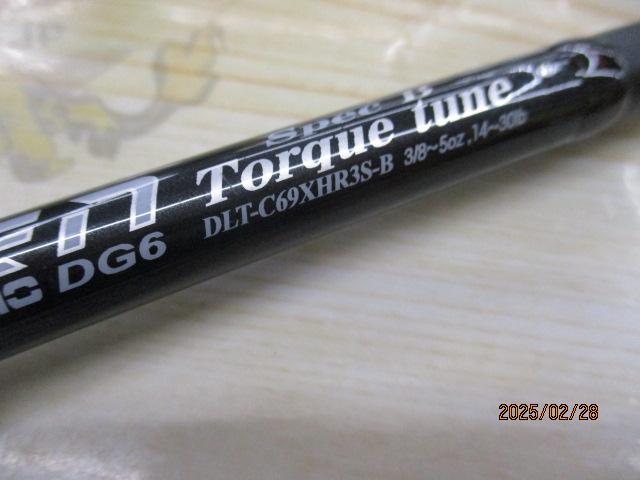 Spec B
Torque tune
DLT-C69XHR3S-B 3/8~5oz ,14~30lb
DG6
2025/02/28